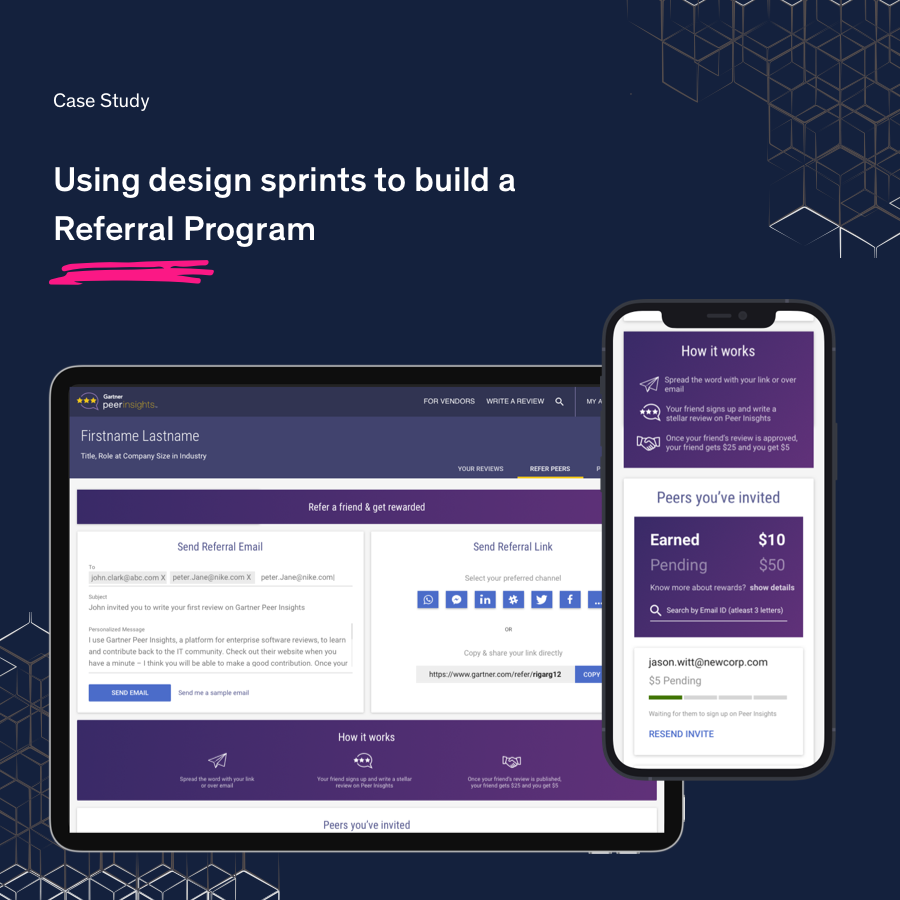 Case Study
Using design sprints to build a
Referral Program
Gartner
peerinsights.
FOR VENDORS
WRITE A REVIEW
MY A
Firstname Lastname
Title, Role at Company Size in Industry
YOUR REVIEWS
REFER PEERS
P
Refer a friend & get rewarded
Send Referral Email
To
john.clark@abc.com X
peter.Jane@nike.com X
peter.Jane@nike.com|
Subject
John invited you to write your first review on Gartner Peer Insights
Personalized Message
I use Gartner Peer Insights, a platform for enterprise software reviews, to learn
and contribute back to the IT community. Check out their website when you
have a minute – I think you will be able to make a good contribution. Once your
SEND EMAIL
Send me a sample email
Send Referral Link
Select your preferred channel
OR
Copy & share your link directly
https://www.gartner.com/refer/rigarg12
COPY
How it works
Spread the word with your link
or over email
Your friend signs up and write a stellar
review on Peer Insights
Once your friend's review is published,
your friend gets $25 and you get $5
Peers you've invited
How it works
Spread the word with your link or over
email
Your friend signs up and write a
stellar review on Peer Inisghts
Once your friend's review is approved,
your friend gets $25 and you get $5
Peers you've invited
Earned
$10
Pending
$50
Know more about rewards? show details
Search by Email ID (atleast 3 letters)
jason.witt@newcorp.com
$5 Pending
Waiting for them to sign up on Peer Insights
RESEND INVITE